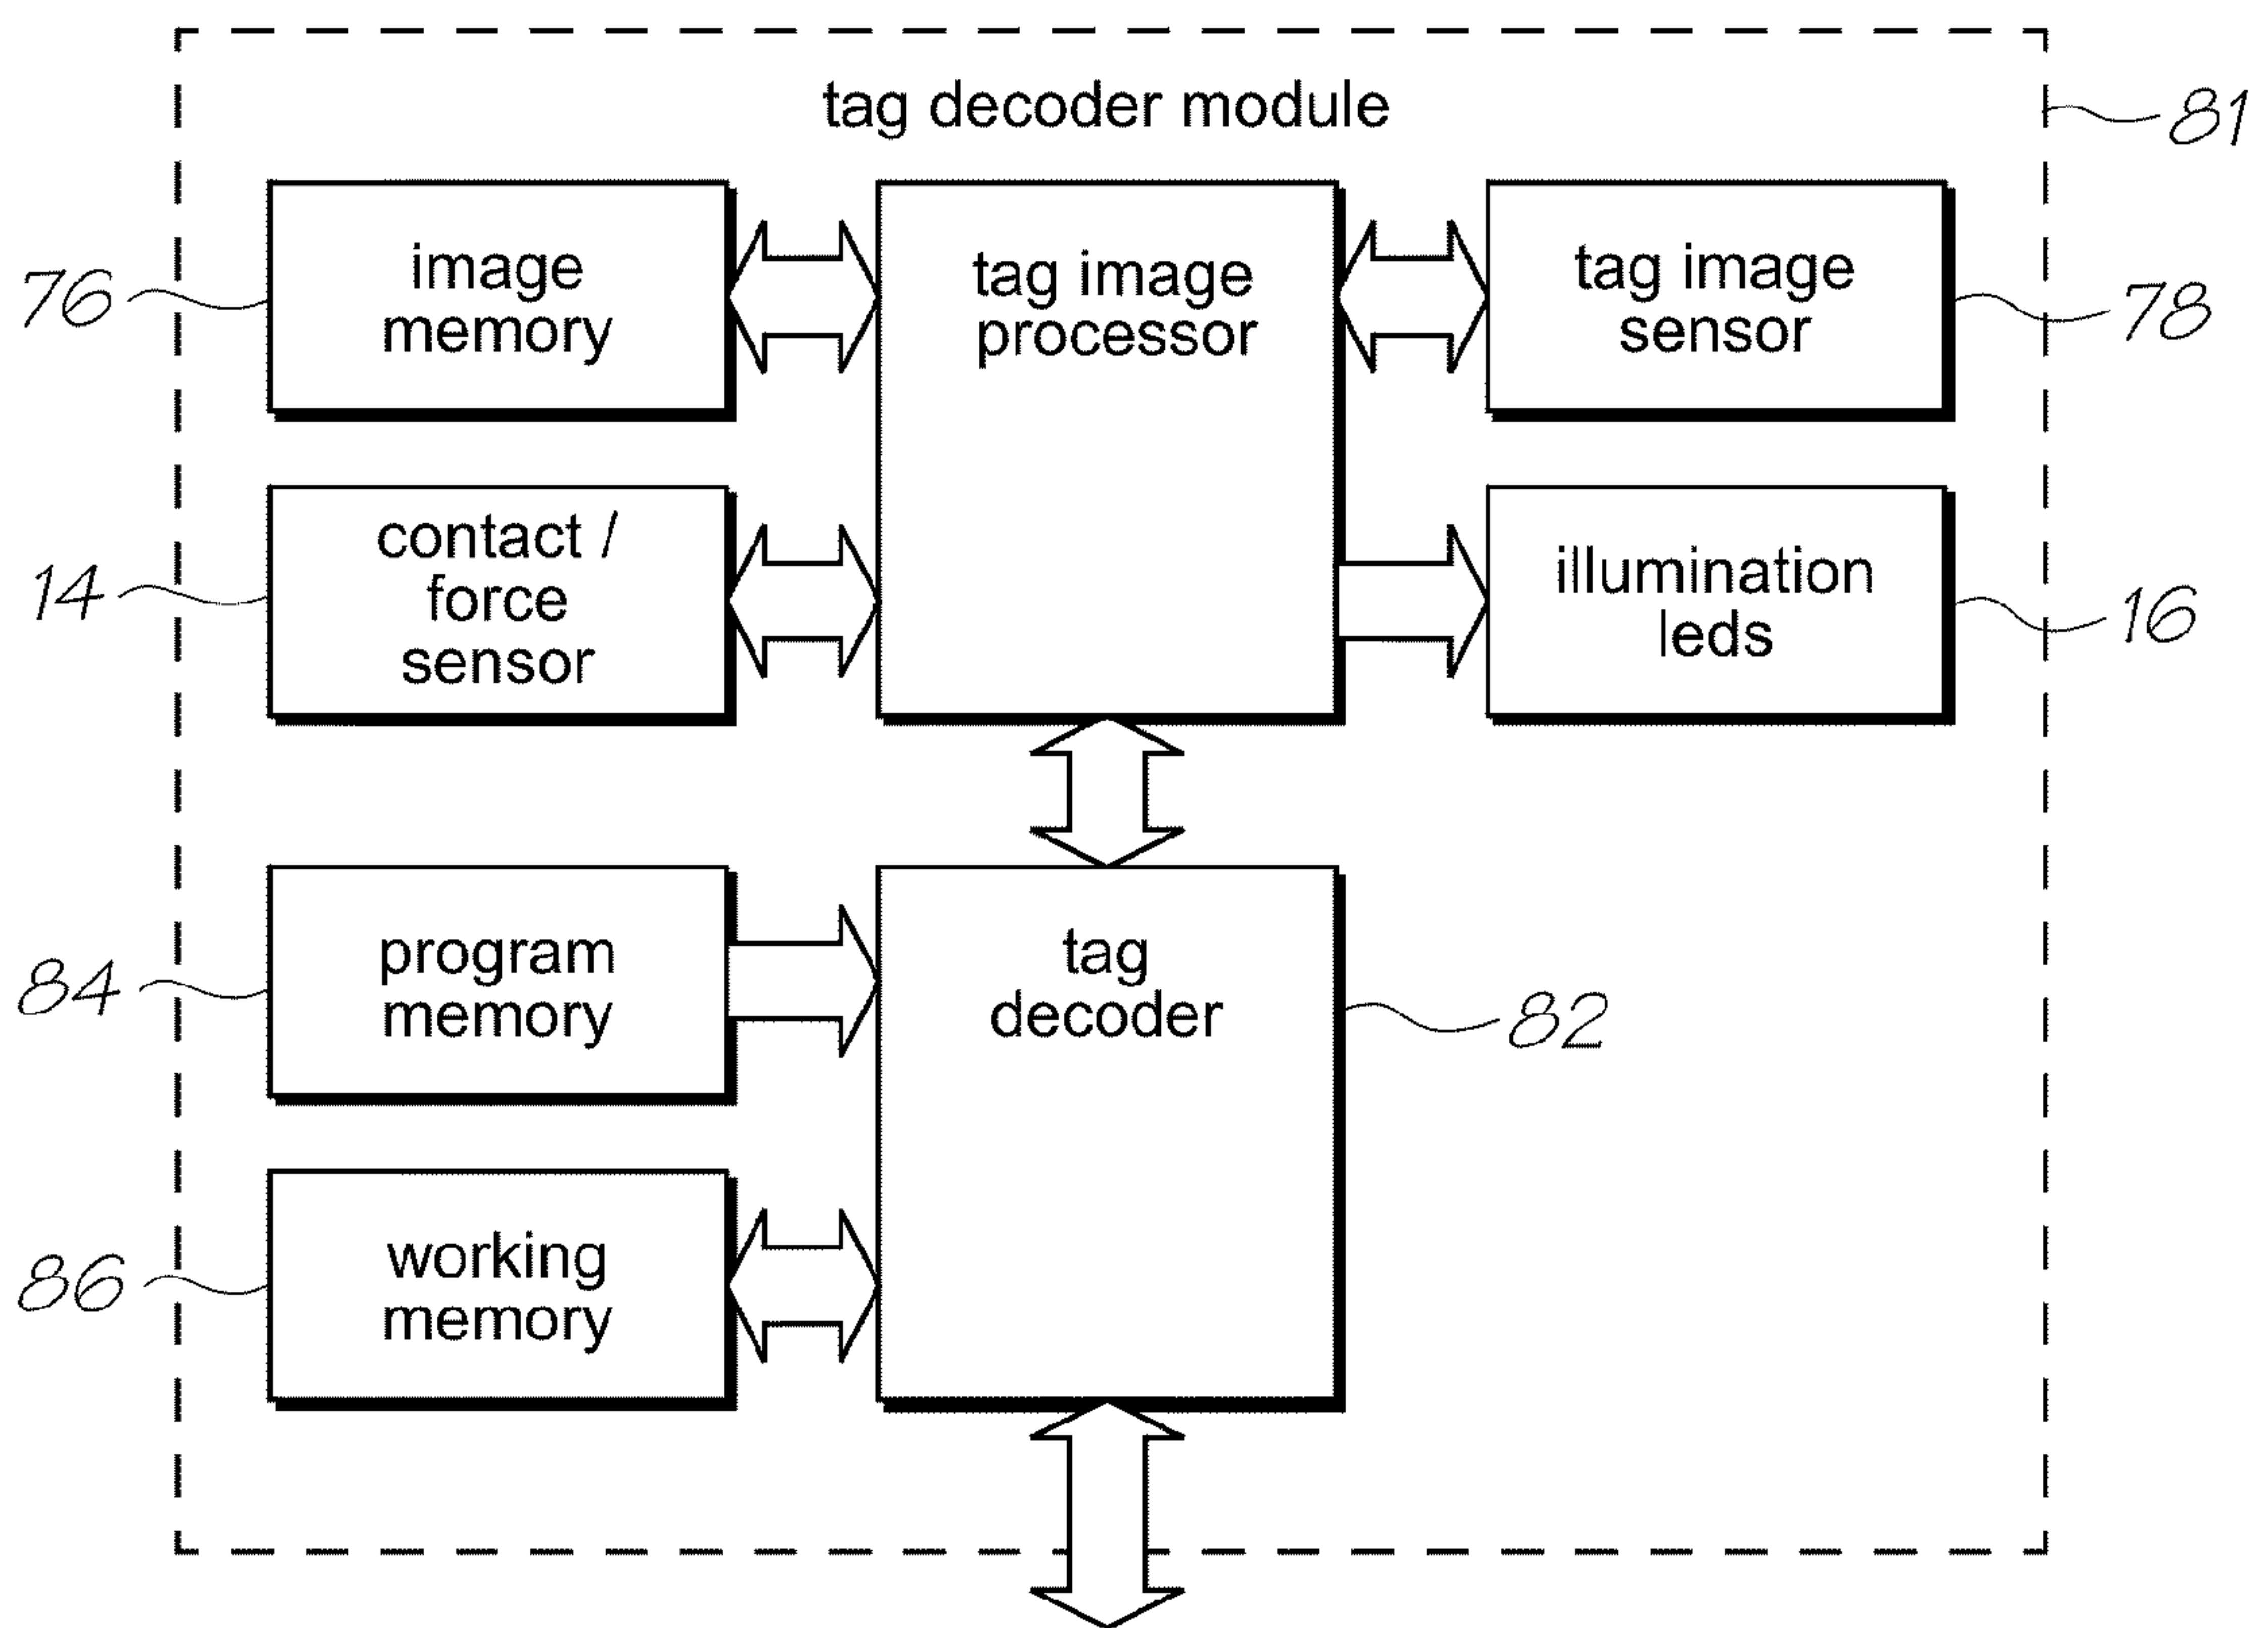 tag decoder module
81
image
memory
76
tag image
processor
tag image
sensor
78
contact /
force
sensor
14
illumination
leds
16
program
memory
84
tag
decoder
82
working
memory
86